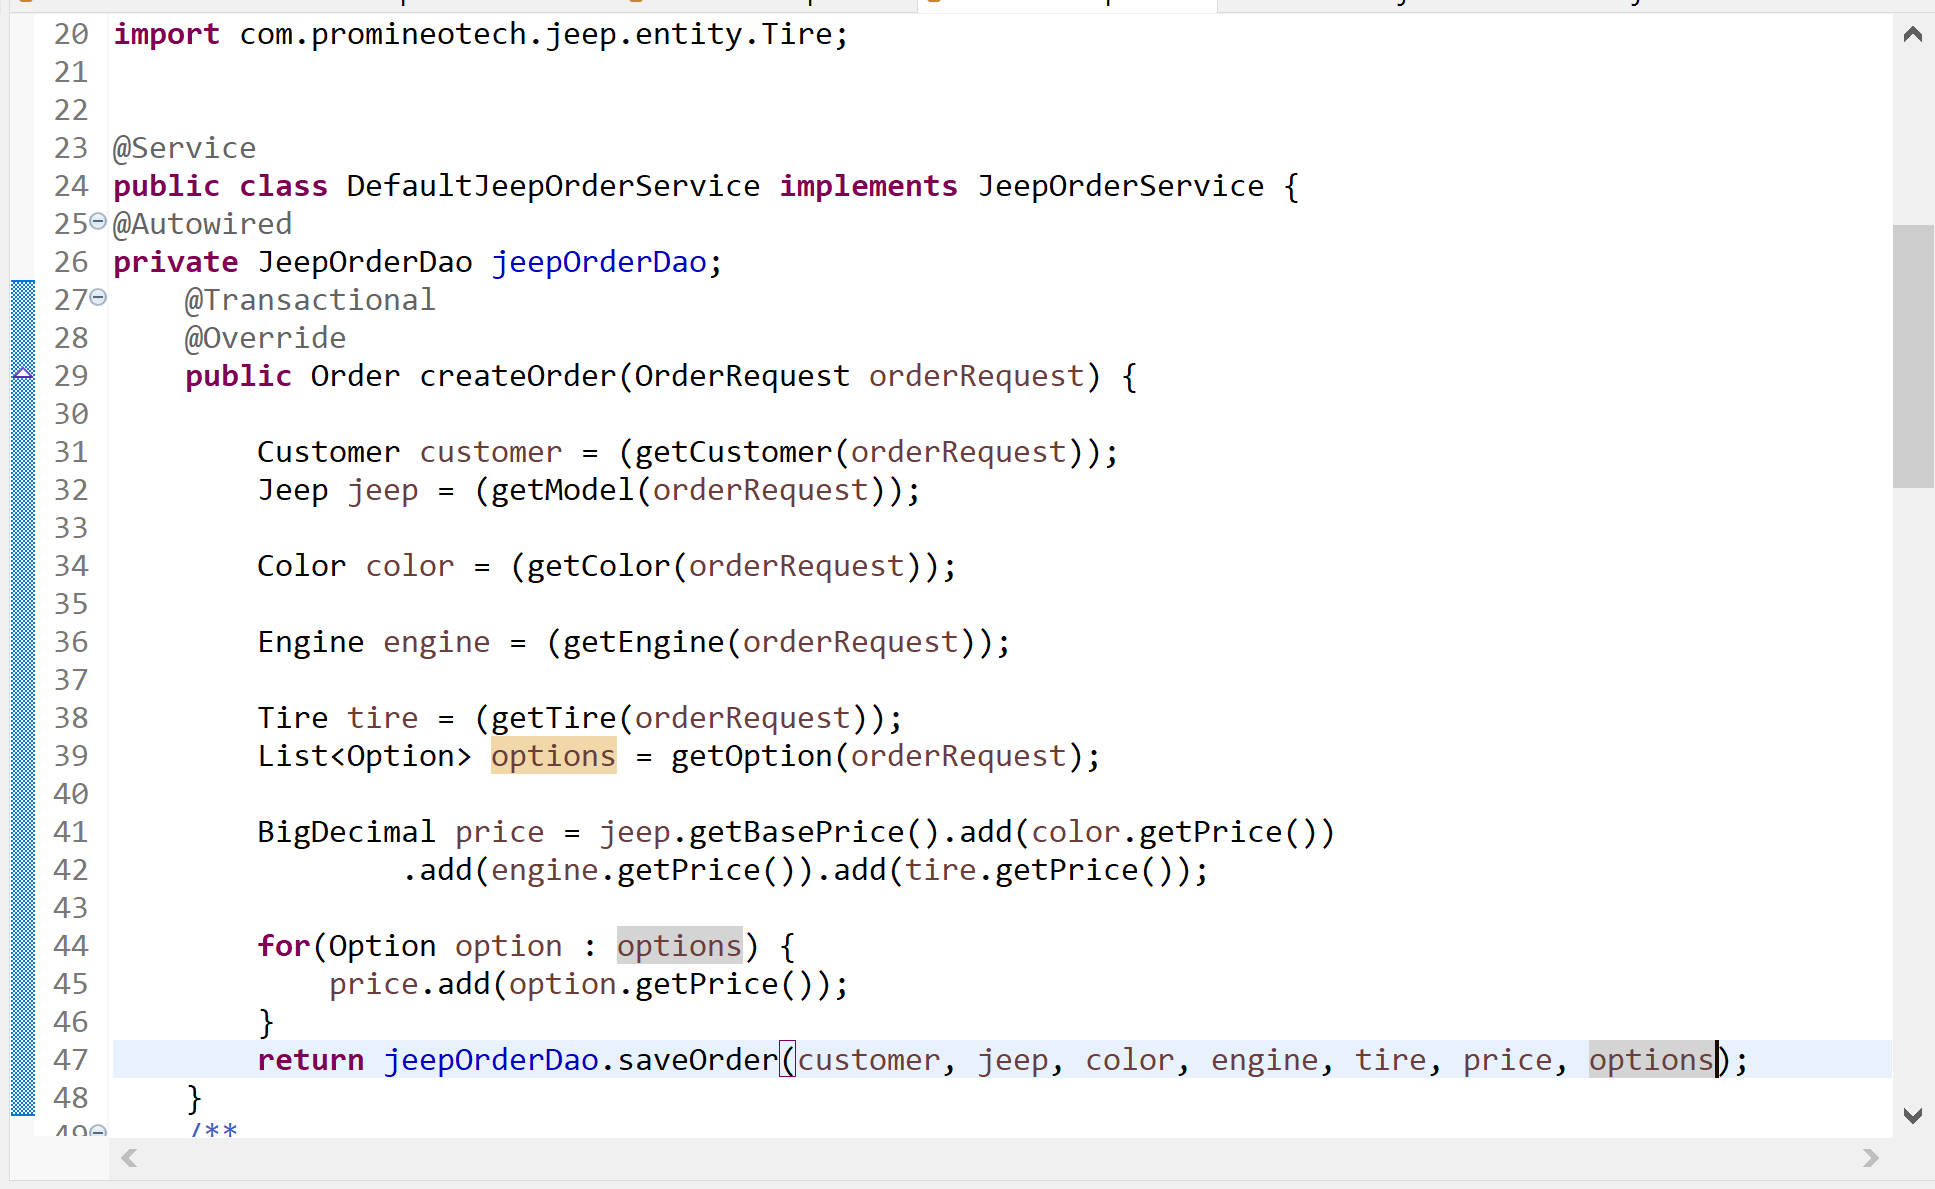 20 import com.promineotech.jeep.entity.Tire;
21
22
23 @Service
24 public class DefaultJeepOrderService implements JeepOrderService {
25 @Autowired
26 private JeepOrderDao jeepOrderDao;
27 @Transactional
28 @Override
29 public Order createOrder(OrderRequest orderRequest) {
30
31 Customer customer = (getCustomer(orderRequest));
32 Jeep jeep = (getModel(orderRequest));
33
34 Color color = (getColor(orderRequest));
35
36 Engine engine = (getEngine(orderRequest));
37
38 Tire tire = (getTire(orderRequest));
39 List<Option> options = getOption(orderRequest);
40
41 BigDecimal price = jeep.getBasePrice().add(color.getPrice())
42 .add(engine.getPrice()).add(tire.getPrice());
43
44 for(Option option : options) {
45 price.add(option.getPrice());
46 }
47 return jeepOrderDao.saveOrder(customer, jeep, color, engine, tire, price, options);
48 }
49 /**